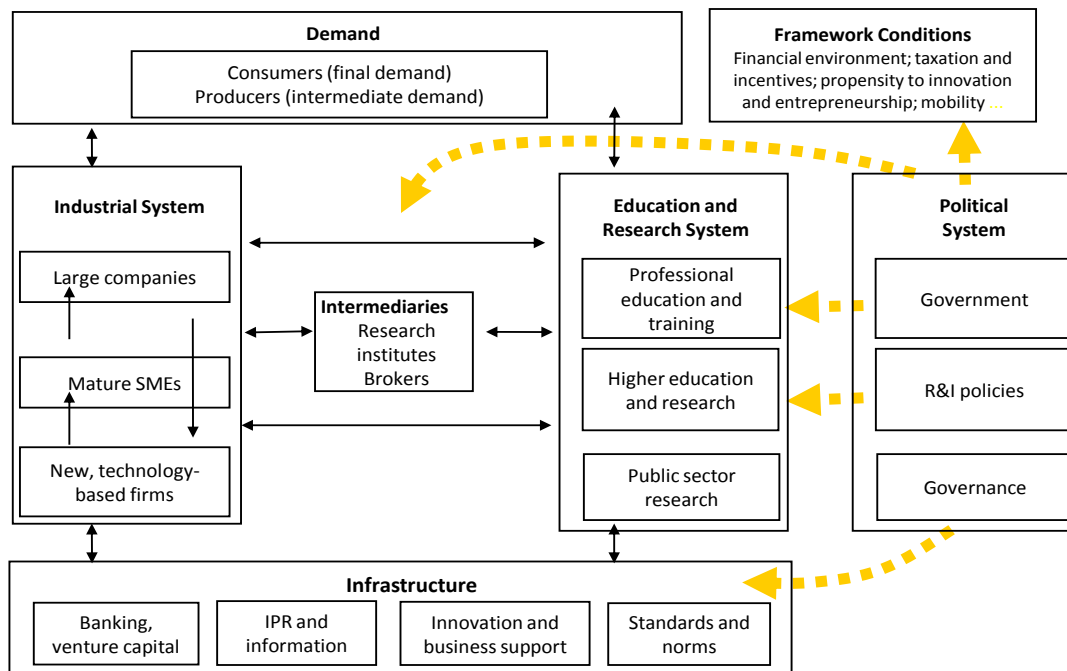 Demand
Consumers (final demand)
Producers (intermediate demand)
Framework Conditions
Financial environment; taxation and
incentives; propensity to innovation
and entrepreneurship; mobility ...
Industrial System
Large companies
Mature SMEs
New, technology-
based firms
Intermediaries
Research
institutes
Brokers
Education and
Research System
Professional
education and
training
Higher education
and research
Public sector
research
Political
System
Government
R&I policies
Governance
Infrastructure
Banking,
venture capital
IPR and
information
Innovation and
business support
Standards and
norms